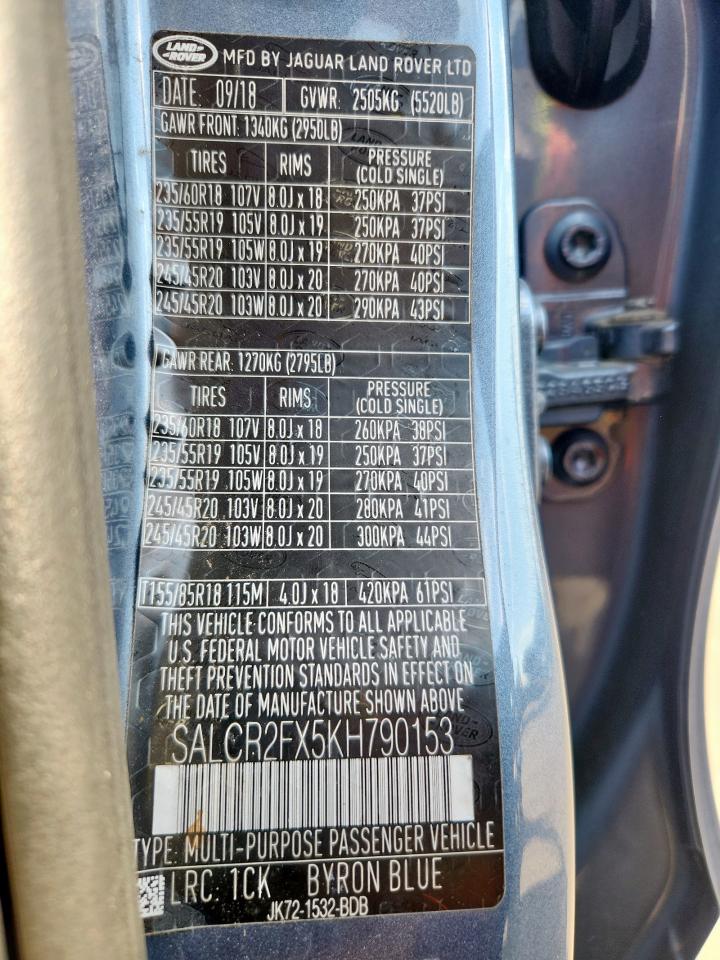 LAND ROVER MFD BY JAGUAR LAND ROVER LTD
DATE: 09/18 GVWR: 2505KG (5520LB)
GAWR FRONT: 1340KG (2950LB)
TIRES RIMS PRESSURE (COLD SINGLE)
235/60R18 107V 8.0J x 18 250KPA 37PSI
235/55R19 105V 8.0J x 19 250KPA 37PSI
235/55R19 105W 8.0J x 19 270KPA 40PSI
245/45R20 103V 8.0J x 20 270KPA 40PSI
245/45R20 103W 8.0J x 20 290KPA 43PSI
GAWR REAR: 1270KG (2795LB)
TIRES RIMS PRESSURE (COLD SINGLE)
235/60R18 107V 8.0J x 18 260KPA 38PSI
235/55R19 105V 8.0J x 19 250KPA 37PSI
235/55R19 105W 8.0J x 19 270KPA 40PSI
245/45R20 103V 8.0J x 20 280KPA 41PSI
245/45R20 103W 8.0J x 20 300KPA 44PSI
T155/85R18 115M 4.0J x 18 420KPA 61PSI
THIS VEHICLE CONFORMS TO ALL APPLICABLE
U.S. FEDERAL MOTOR VEHICLE SAFETY AND
THEFT PREVENTION STANDARDS IN EFFECT ON
THE DATE OF MANUFACTURE SHOWN ABOVE
SALCR2FX5KH790153
TYPE: MULTI-PURPOSE PASSENGER VEHICLE
LRC: 1CK BYRON BLUE
JK72-1532-BDB